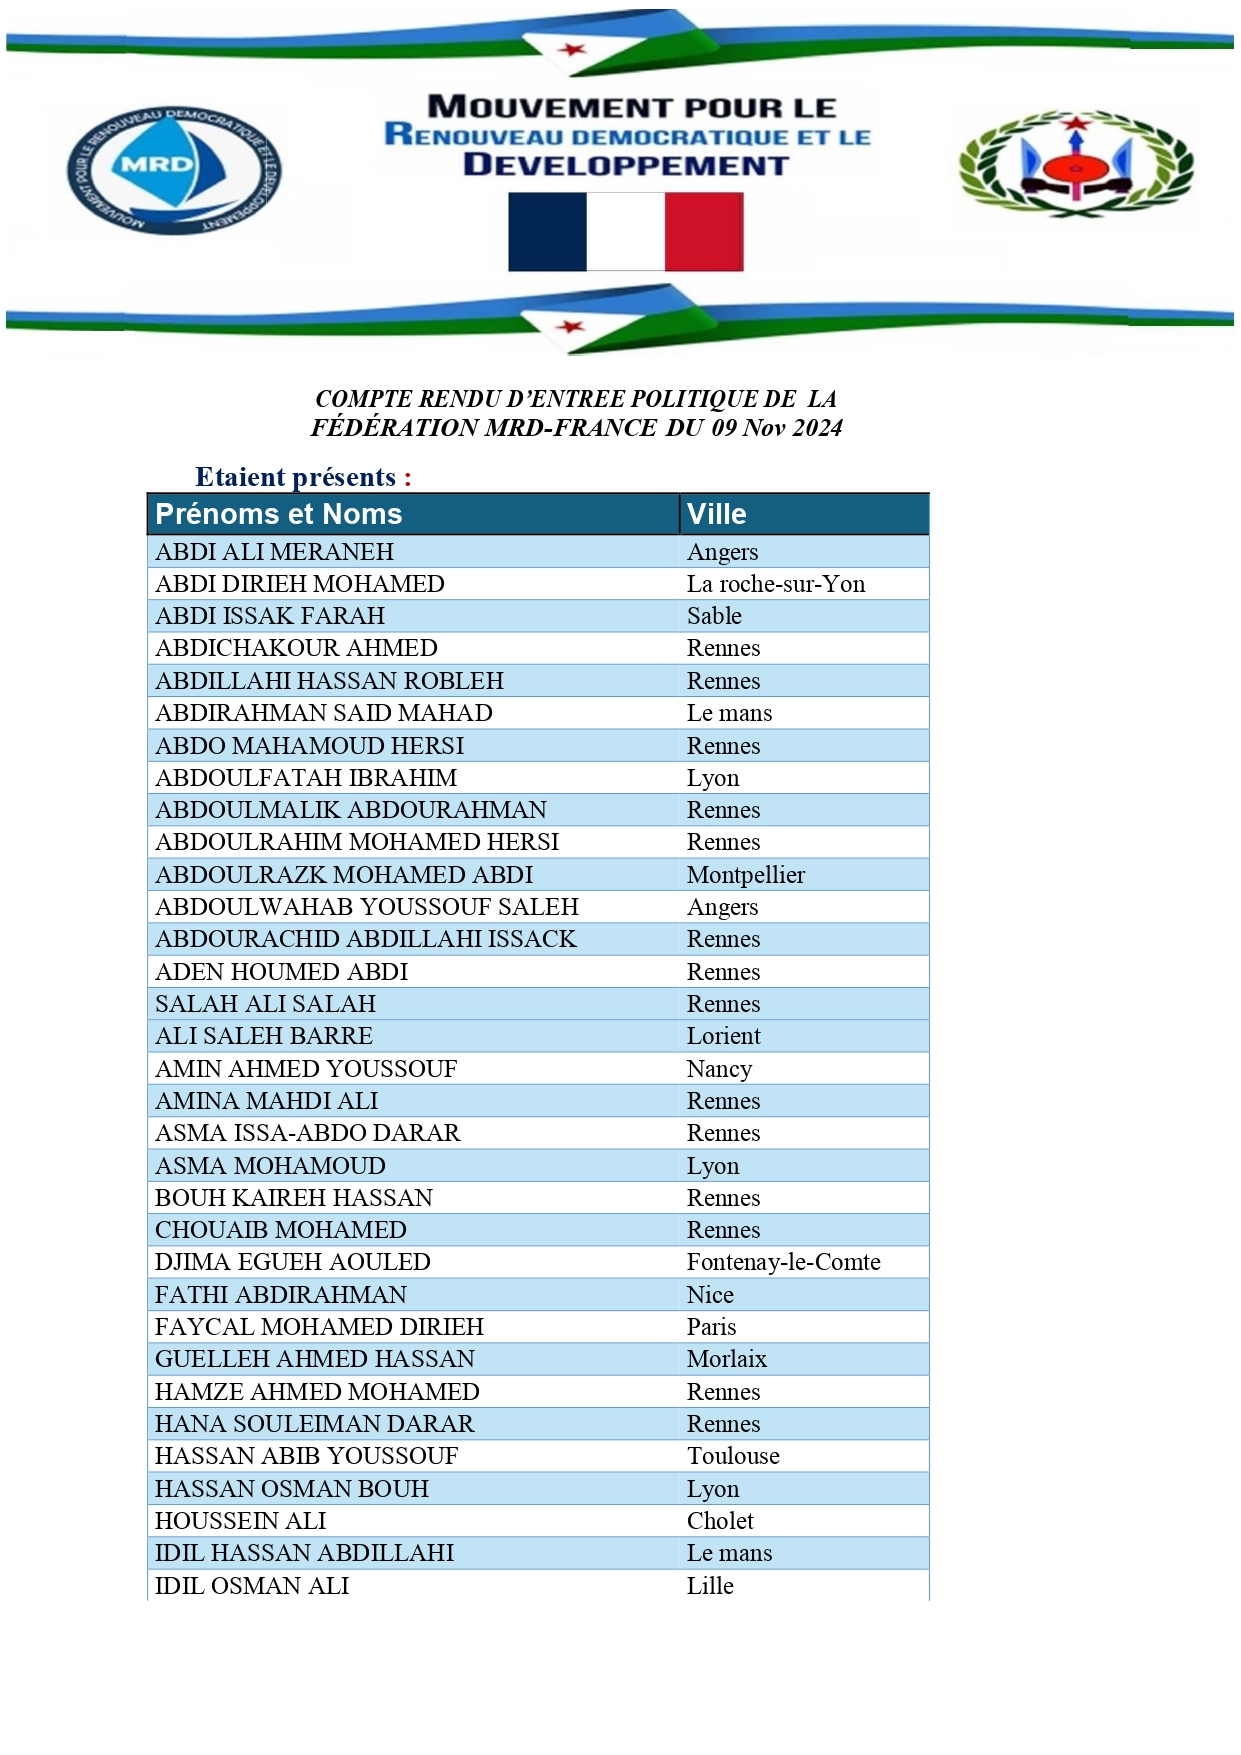 MOUVEMENT POUR LE
RENOUVEAU DEMOCRATIQUE ET LE
DEVELOPPEMENT
MOUVEMENT POUR LE RENOUVEAU DEMOCRATIQUE ET LE DEVELOPPEMENT
MRD
COMPTE RENDU D’ENTREE POLITIQUE DE LA
FÉDÉRATION MRD-FRANCE DU 09 Nov 2024
Etaient présents :
Prénoms et Noms Ville
ABDI ALI MERANEH Angers
ABDI DIRIEH MOHAMED La roche-sur-Yon
ABDI ISSAK FARAH Sable
ABDICHAKOUR AHMED Rennes
ABDILLAHI HASSAN ROBLEH Rennes
ABDIRAHMAN SAID MAHAD Le mans
ABDO MAHAMOUD HERSI Rennes
ABDOULFATAH IBRAHIM Lyon
ABDOULMALIK ABDOURAHMAN Rennes
ABDOULRAHIM MOHAMED HERSI Rennes
ABDOULRAZK MOHAMED ABDI Montpellier
ABDOULWAHAB YOUSSOUF SALEH Angers
ABDOURACHID ABDILLAHI ISSACK Rennes
ADEN HOUMED ABDI Rennes
SALAH ALI SALAH Rennes
ALI SALEH BARRE Lorient
AMIN AHMED YOUSSOUF Nancy
AMINA MAHDI ALI Rennes
ASMA ISSA-ABDO DARAR Rennes
ASMA MOHAMOUD Lyon
BOUH KAIREH HASSAN Rennes
CHOUAIB MOHAMED Rennes
DJIMA EGUEH AOULED Fontenay-le-Comte
FATHI ABDIRAHMAN Nice
FAYCAL MOHAMED DIRIEH Paris
GUELLEH AHMED HASSAN Morlaix
HAMZE AHMED MOHAMED Rennes
HANA SOULEIMAN DARAR Rennes
HASSAN ABIB YOUSSOUF Toulouse
HASSAN OSMAN BOUH Lyon
HOUSSEIN ALI Cholet
IDIL HASSAN ABDILLAHI Le mans
IDIL OSMAN ALI Lille